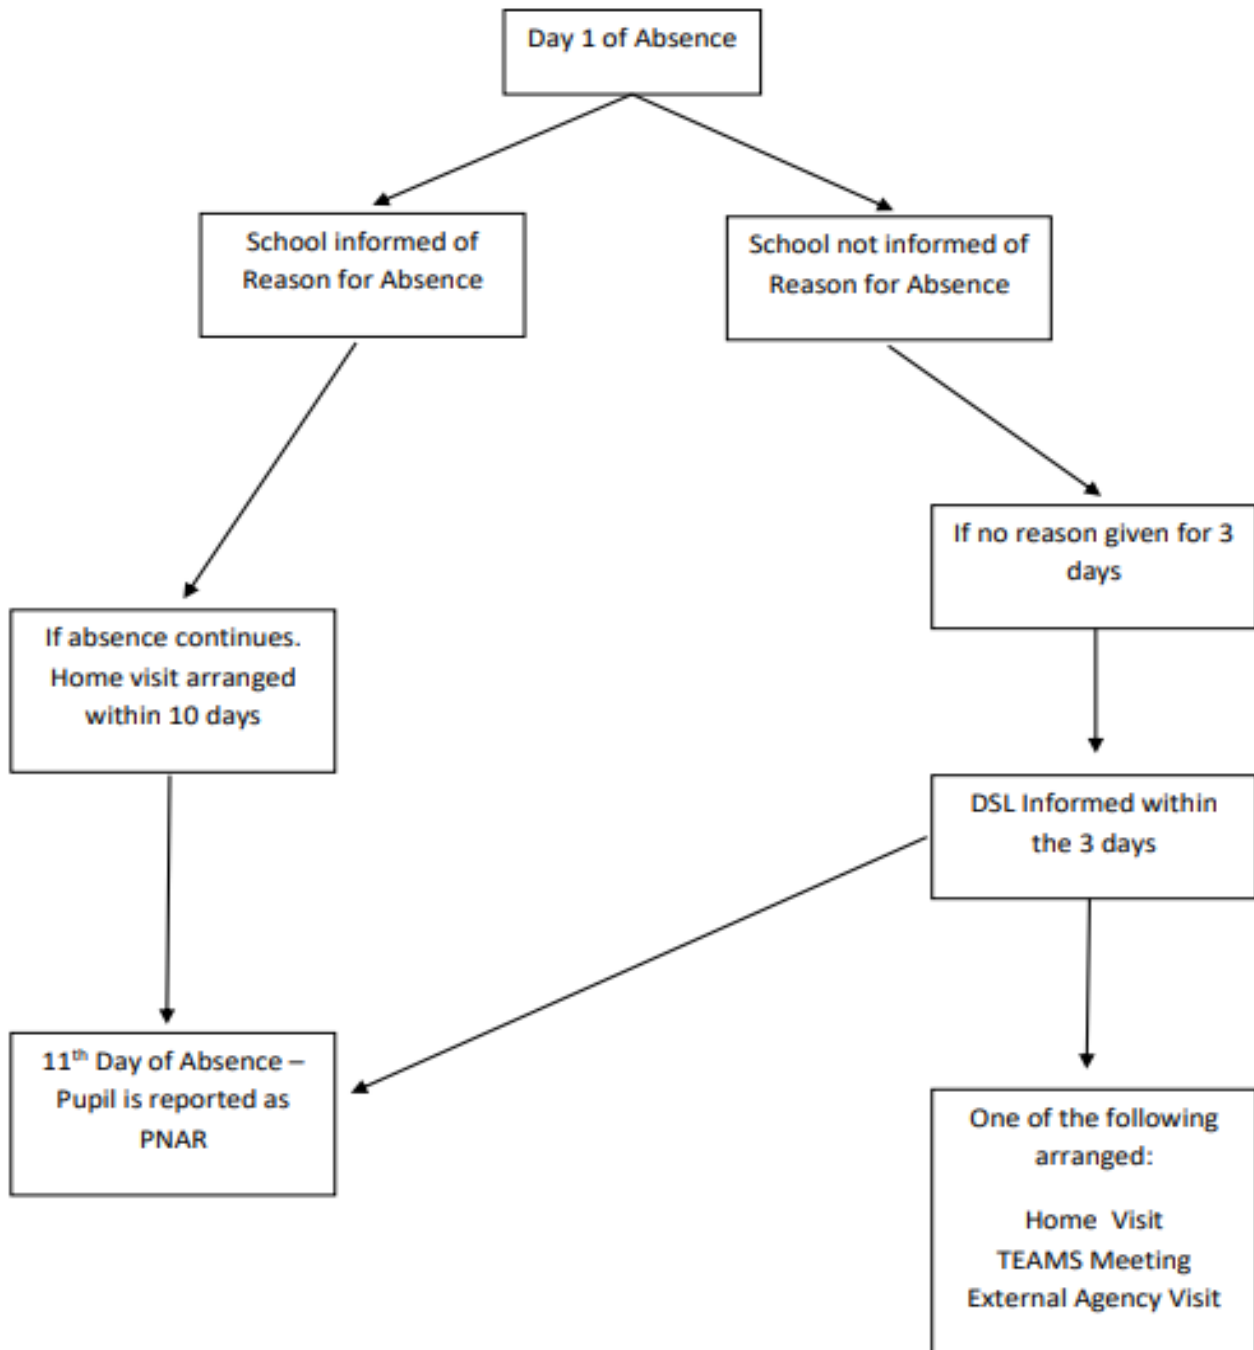 Day 1 of Absence
School informed of
Reason for Absence
School not informed of
Reason for Absence
If no reason given for 3
days
If absence continues.
Home visit arranged
within 10 days
DSL Informed within
the 3 days
11th Day of Absence –
Pupil is reported as
PNAR
One of the following
arranged:
Home  Visit
TEAMS Meeting
External Agency Visit